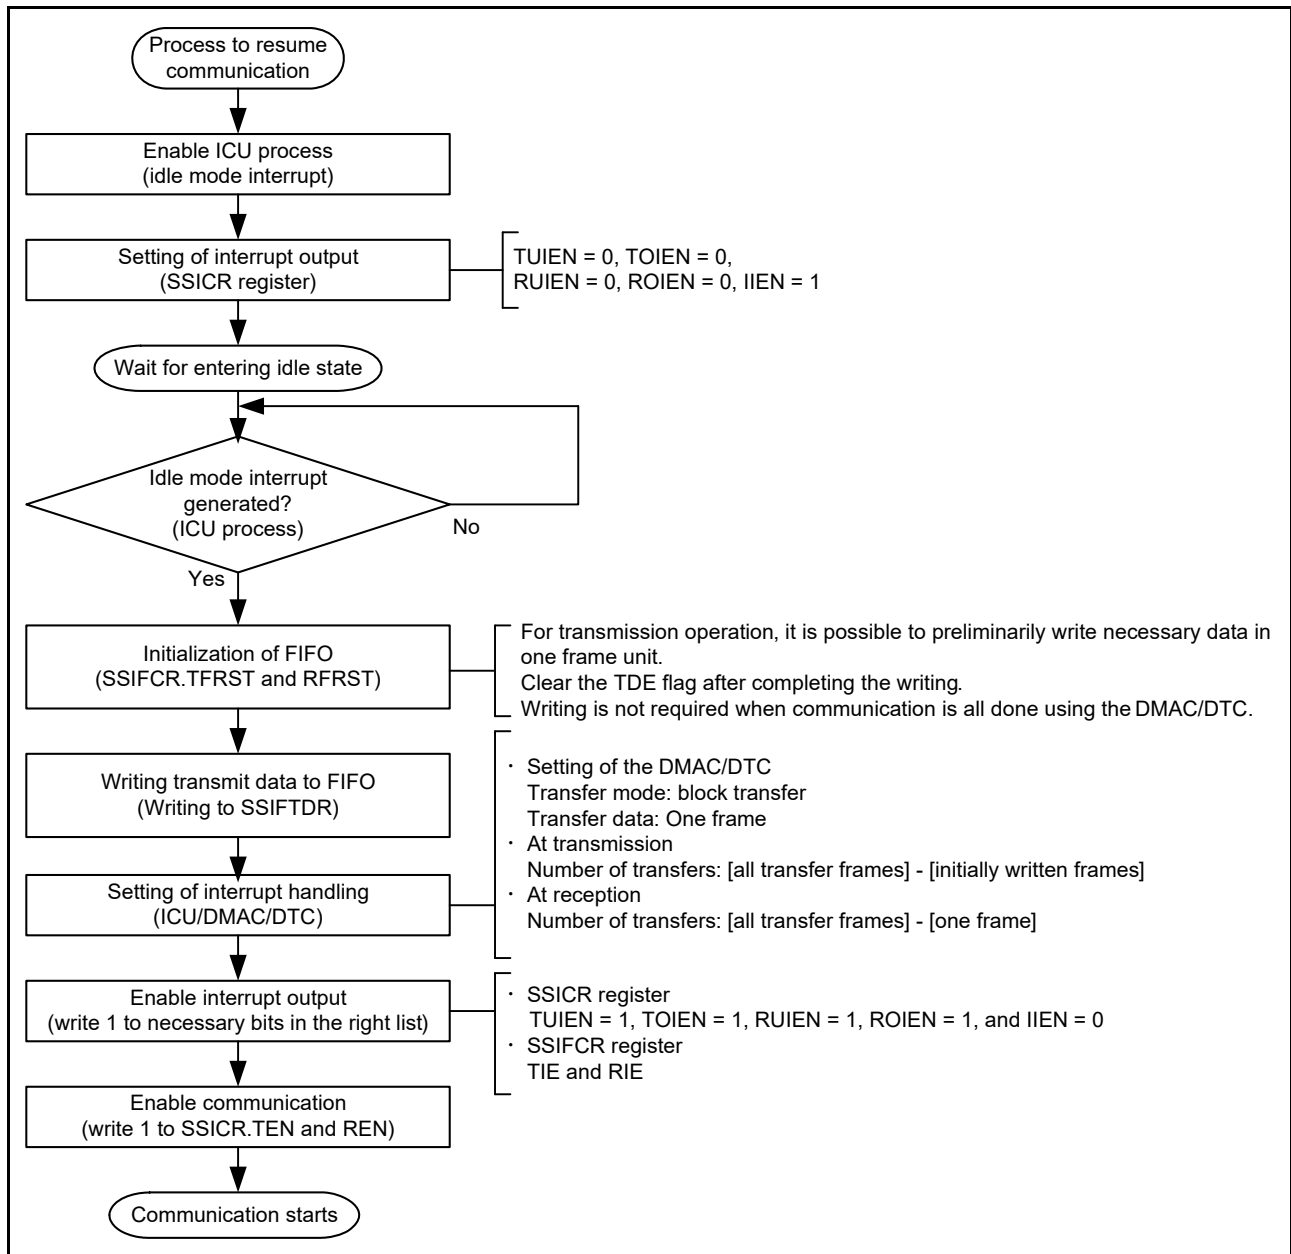 Process to resume
communication
Enable ICU process
(idle mode interrupt)
Setting of interrupt output
(SSICR register)
TUIEN = 0, TOIEN = 0,
RUIEN = 0, ROIEN = 0, IIEN = 1
Wait for entering idle state
Idle mode interrupt
generated?
(ICU process)
No
Yes
Initialization of FIFO
(SSIFCR.TFRST and RFRST)
For transmission operation, it is possible to preliminarily write necessary data in
one frame unit.
Clear the TDE flag after completing the writing.
Writing is not required when communication is all done using the DMAC/DTC.
Writing transmit data to FIFO
(Writing to SSIFTDR)
· Setting of the DMAC/DTC
Transfer mode: block transfer
Transfer data: One frame
· At transmission
Number of transfers: [all transfer frames] - [initially written frames]
· At reception
Number of transfers: [all transfer frames] - [one frame]
Setting of interrupt handling
(ICU/DMAC/DTC)
Enable interrupt output
(write 1 to necessary bits in the right list)
· SSICR register
TUIEN = 1, TOIEN = 1, RUIEN = 1, ROIEN = 1, and IIEN = 0
· SSIFCR register
TIE and RIE
Enable communication
(write 1 to SSICR.TEN and REN)
Communication starts